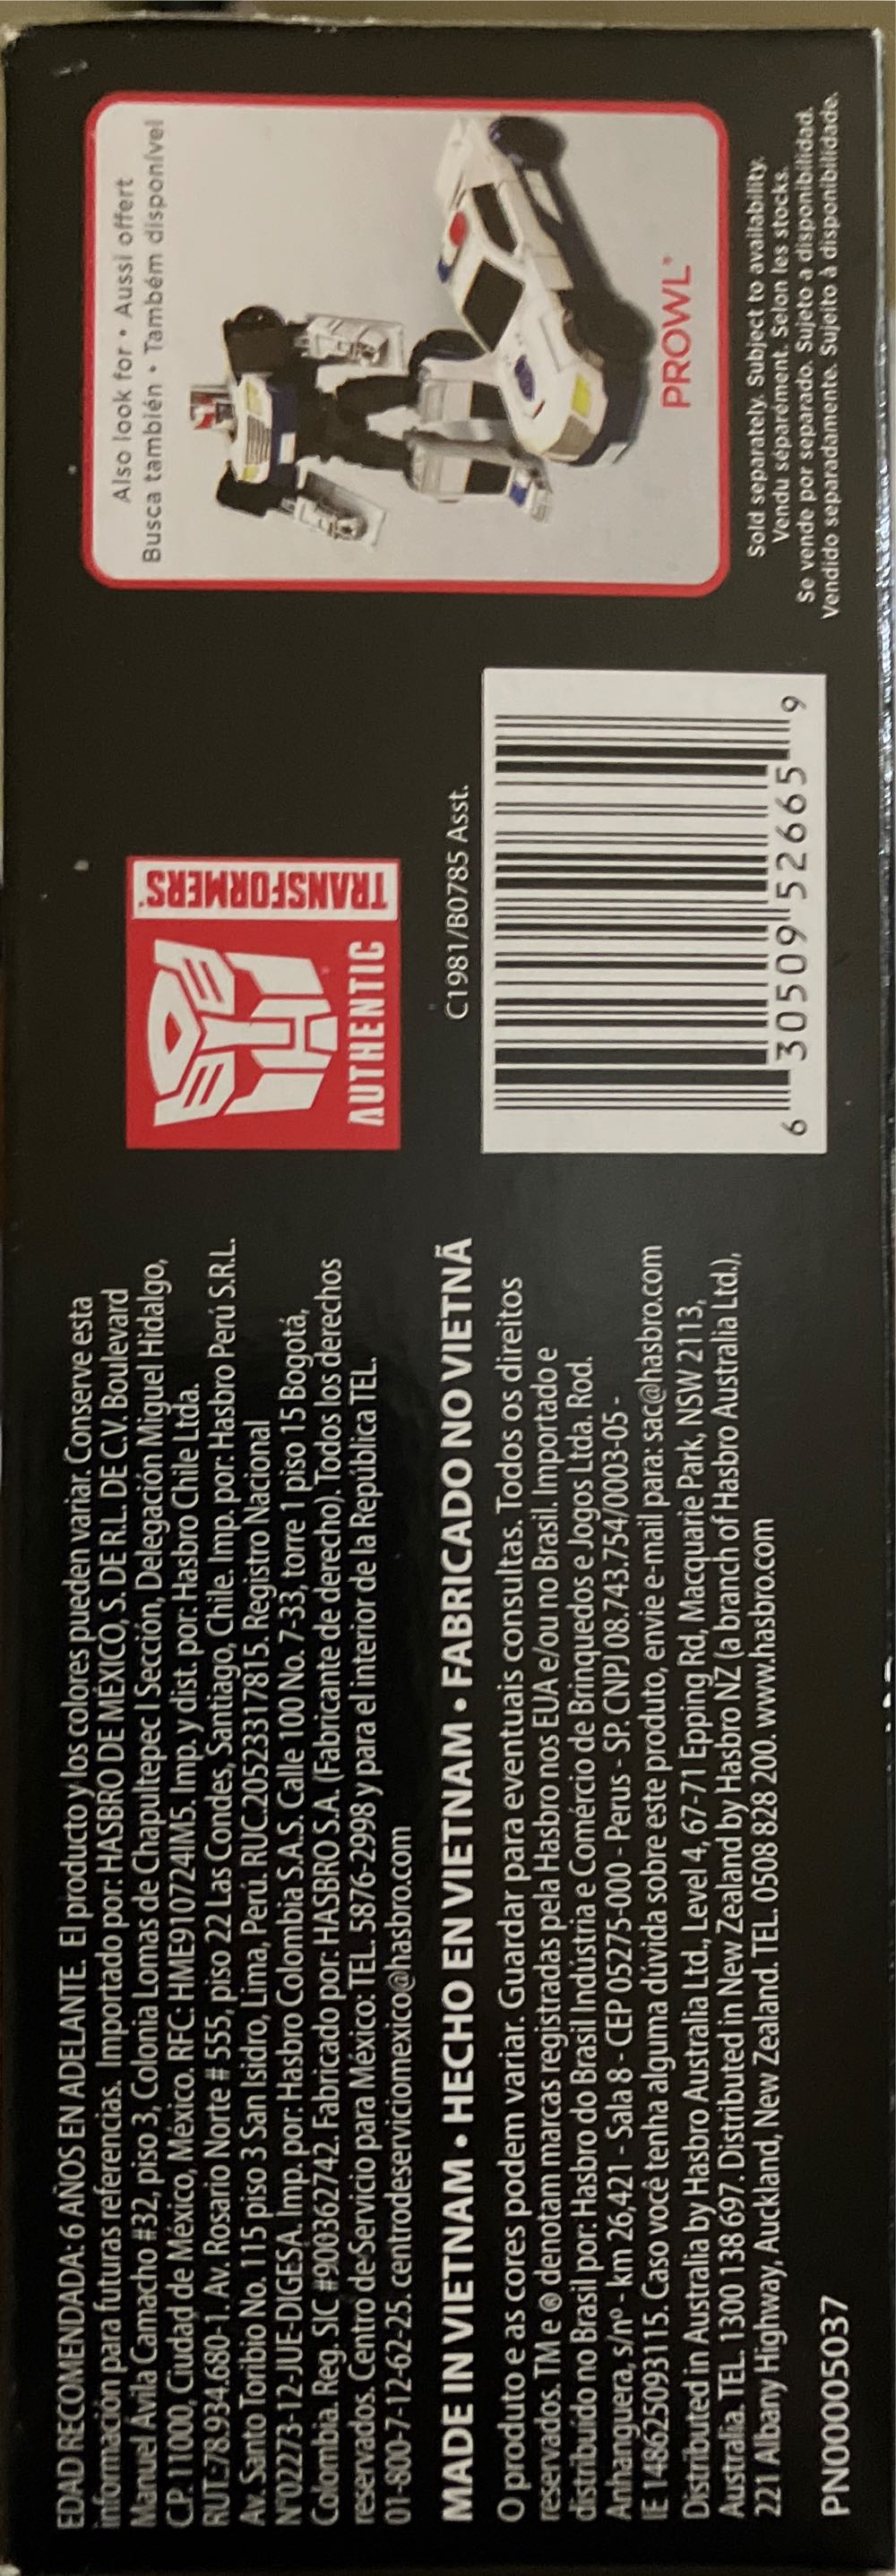 EDAD RECOMENDADA: 6 AÑOS EN ADELANTE. El producto y los colores pueden variar. Conserve esta
información para futuras referencias. Importado por: HASBRO DE MÉXICO, S. DE R.L. DE C.V. Boulevard
Manuel Ávila Camacho #32, piso 3, Colonia Lomas de Chapultepec I Sección, Delegación Miguel Hidalgo,
C.P. 11000, Ciudad de México, México. RFC: HME910724IM5. Imp. y dist. por: Hasbro Chile Ltda.
RUT:78.934.680-1. Av. Rosario Norte # 555, piso 22 Las Condes, Santiago, Chile. Imp. por: Hasbro Perú S.R.L.
Av. Santo Toribio No. 115 piso 3 San Isidro, Lima, Perú. RUC.20523317815. Registro Nacional
N°02273-12-JUE-DIGESA. Imp. por: Hasbro Colombia S.A.S. Calle 100 No. 7-33, torre 1 piso 15 Bogotá,
Colombia. Reg. SIC #900362742. Fabricado por: HASBRO S.A. (Fabricante de derecho). Todos los derechos
reservados. Centro de Servicio para México: TEL. 5876-2998 y para el interior de la República TEL.
01-800-7-12-62-25. centrodeserviciomexico@hasbro.com
MADE IN VIETNAM • HECHO EN VIETNAM • FABRICADO NO VIETNÃ
O produto e as cores podem variar. Guardar para eventuais consultas. Todos os direitos
reservados. TM e ® denotam marcas registradas pela Hasbro nos EUA e/ou no Brasil. Importado e
distribuído no Brasil por: Hasbro do Brasil Indústria e Comércio de Brinquedos e Jogos Ltda. Rod.
Anhanguera, s/nº - km 26,421 - Sala 8 - CEP 05275-000 - Perus - SP. CNPJ 08.743.754/0003-05 -
IE 148625093115. Caso você tenha alguma dúvida sobre este produto, envie e-mail para: sac@hasbro.com
Distributed in Australia by Hasbro Australia Ltd., Level 4, 67-71 Epping Rd, Macquarie Park, NSW 2113,
Australia. TEL. 1300 138 697. Distributed in New Zealand by Hasbro NZ (a branch of Hasbro Australia Ltd.),
221 Albany Highway, Auckland, New Zealand. TEL. 0508 828 200. www.hasbro.com
PN00005037
TRANSFORMERS
AUTHENTIC
C1981/B0785 Asst.
6 30509 52665 9
Also look for • Aussi offert
Busca también • Também disponível
PROWL®
Sold separately. Subject to availability.
Vendu séparément. Selon les stocks.
Se vende por separado. Sujeto a disponibilidad.
Vendido separadamente. Sujeito à disponibilidade.